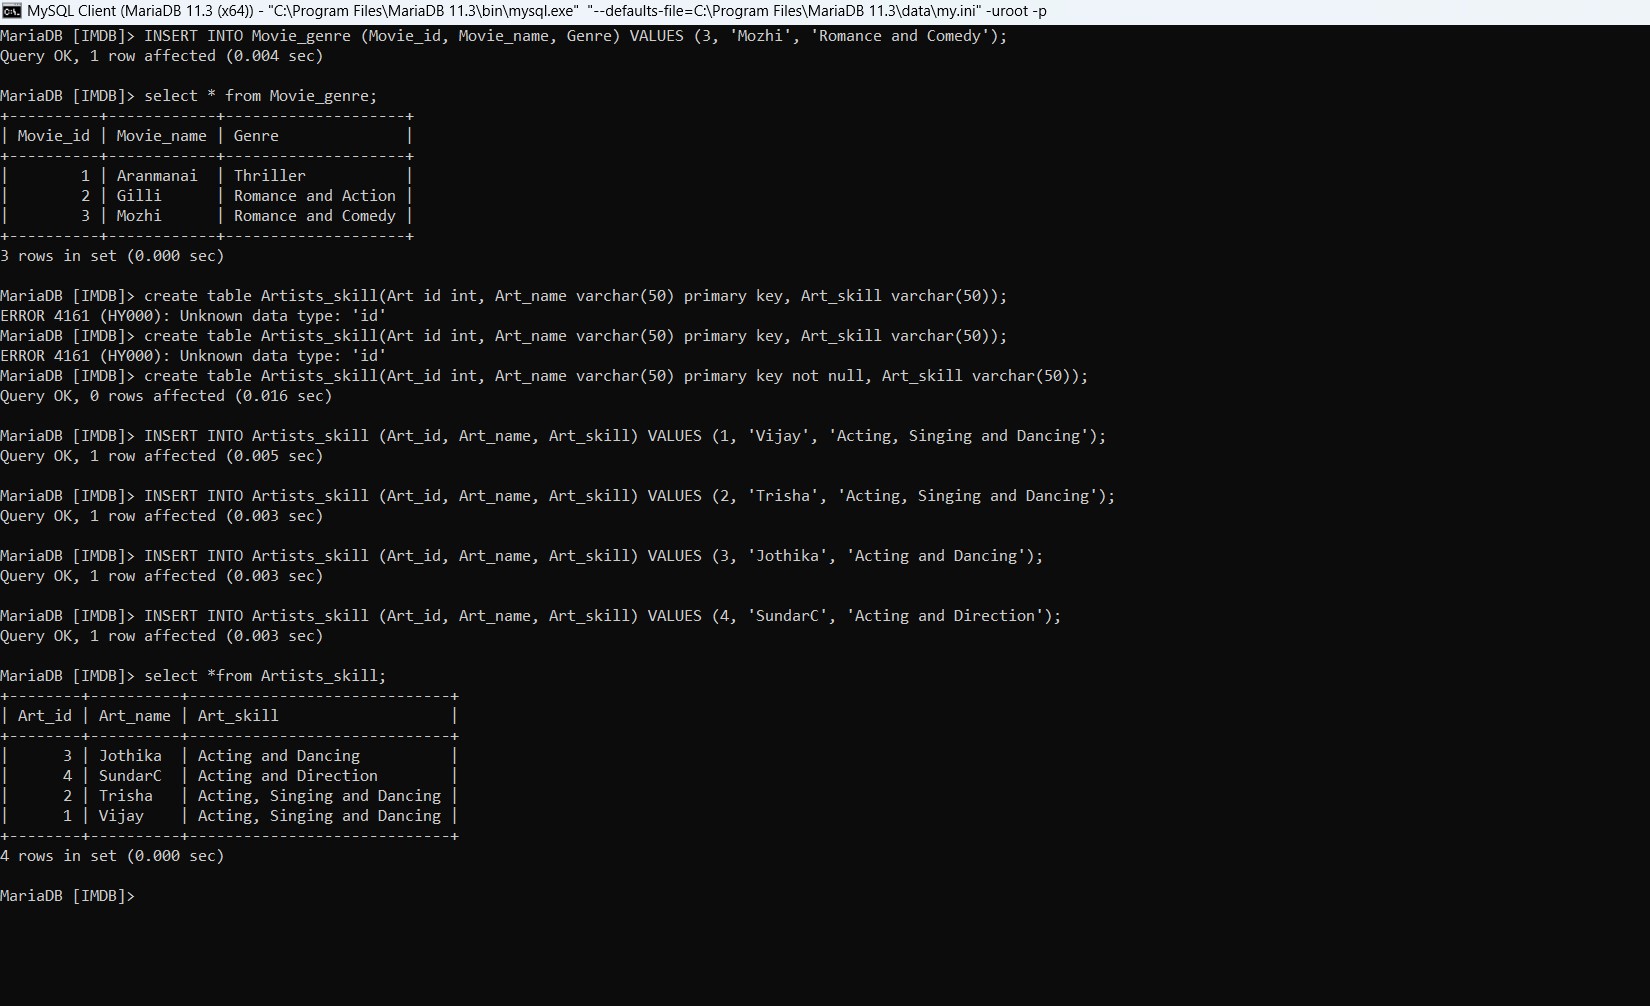 MySQL Client (MariaDB 11.3 (x64)) - "C:\Program Files\MariaDB 11.3\bin\mysql.exe" "--defaults-file=C:\Program Files\MariaDB 11.3\data\my.ini" -uroot -p
MariaDB [IMDB]> INSERT INTO Movie_genre (Movie_id, Movie_name, Genre) VALUES (3, 'Mozhi', 'Romance and Comedy');
Query OK, 1 row affected (0.004 sec)
MariaDB [IMDB]> select * from Movie_genre;
+----------+------------+--------------------+
| Movie_id | Movie_name | Genre              |
+----------+------------+--------------------+
|        1 | Aranmanai  | Thriller           |
|        2 | Gilli      | Romance and Action |
|        3 | Mozhi      | Romance and Comedy |
+----------+------------+--------------------+
3 rows in set (0.000 sec)
MariaDB [IMDB]> create table Artists_skill(Art id int, Art_name varchar(50) primary key, Art_skill varchar(50));
ERROR 4161 (HY000): Unknown data type: 'id'
MariaDB [IMDB]> create table Artists_skill(Art id int, Art_name varchar(50) primary key, Art_skill varchar(50));
ERROR 4161 (HY000): Unknown data type: 'id'
MariaDB [IMDB]> create table Artists_skill(Art_id int, Art_name varchar(50) primary key not null, Art_skill varchar(50));
Query OK, 0 rows affected (0.016 sec)
MariaDB [IMDB]> INSERT INTO Artists_skill (Art_id, Art_name, Art_skill) VALUES (1, 'Vijay', 'Acting, Singing and Dancing');
Query OK, 1 row affected (0.005 sec)
MariaDB [IMDB]> INSERT INTO Artists_skill (Art_id, Art_name, Art_skill) VALUES (2, 'Trisha', 'Acting, Singing and Dancing');
Query OK, 1 row affected (0.003 sec)
MariaDB [IMDB]> INSERT INTO Artists_skill (Art_id, Art_name, Art_skill) VALUES (3, 'Jothika', 'Acting and Dancing');
Query OK, 1 row affected (0.003 sec)
MariaDB [IMDB]> INSERT INTO Artists_skill (Art_id, Art_name, Art_skill) VALUES (4, 'SundarC', 'Acting and Direction');
Query OK, 1 row affected (0.003 sec)
MariaDB [IMDB]> select *from Artists_skill;
+--------+----------+-----------------------------+
| Art_id | Art_name | Art_skill                   |
+--------+----------+-----------------------------+
|      3 | Jothika  | Acting and Dancing          |
|      4 | SundarC  | Acting and Direction        |
|      2 | Trisha   | Acting, Singing and Dancing |
|      1 | Vijay    | Acting, Singing and Dancing |
+--------+----------+-----------------------------+
4 rows in set (0.000 sec)
MariaDB [IMDB]>